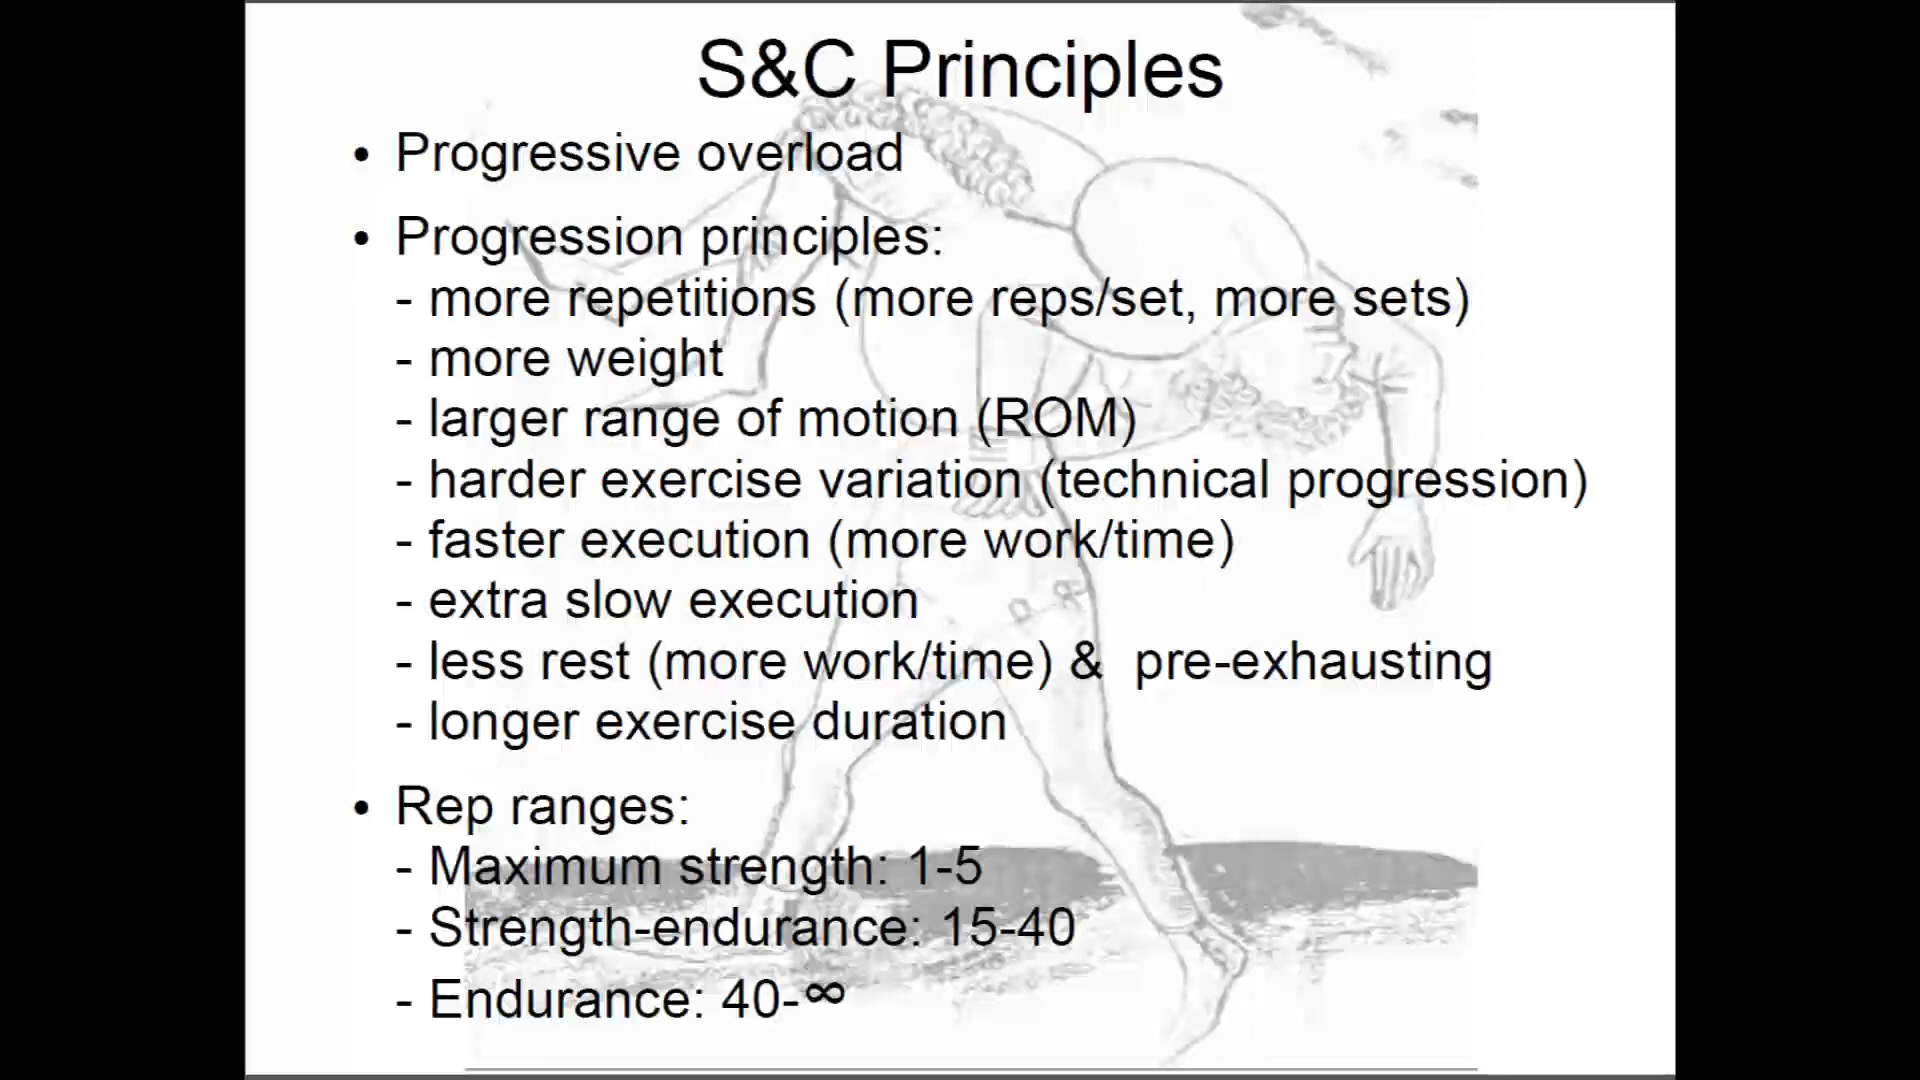 S&C Principles
• Progressive overload
• Progression principles:
- more repetitions (more reps/set, more sets)
- more weight
- larger range of motion (ROM)
- harder exercise variation (technical progression)
- faster execution (more work/time)
- extra slow execution
- less rest (more work/time) & pre-exhausting
- longer exercise duration
• Rep ranges:
- Maximum strength: 1-5
- Strength-endurance: 15-40
- Endurance: 40-∞